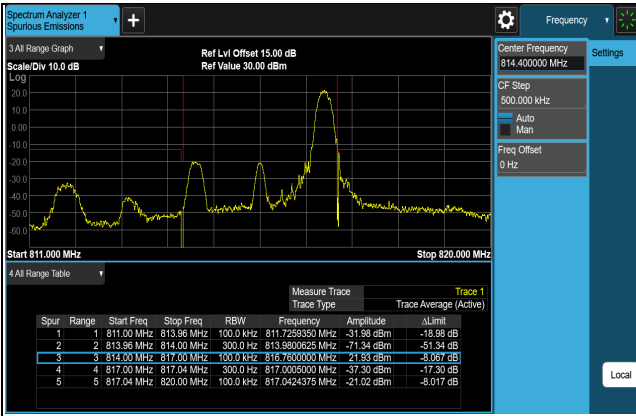 Spectrum Analyzer 1
Spurious Emissions
Frequency
3 All Range Graph
Ref Lvl Offset 15.00 dB
Scale/Div 10.0 dB
Ref Value 30.00 dBm
Log
20.0
10.0
0.00
-10.0
-20.0
-30.0
-40.0
-50.0
-60.0
Start 811.000 MHz
Stop 820.000 MHz
Center Frequency
814.400000 MHz
Settings
CF Step
500.000 kHz
Auto
Man
Freq Offset
0 Hz
4 All Range Table
Measure Trace Trace 1
Trace Type Trace Average (Active)
Spur Range Start Freq Stop Freq RBW Frequency Amplitude ΔLimit
1 1 811.00 MHz 813.96 MHz 100.0 kHz 811.7259350 MHz -31.98 dBm -18.98 dB
2 2 813.96 MHz 814.00 MHz 300.0 Hz 813.9800625 MHz -71.34 dBm -51.34 dB
3 3 814.00 MHz 817.00 MHz 100.0 kHz 816.7600000 MHz 21.93 dBm -8.067 dB
4 4 817.00 MHz 817.04 MHz 300.0 Hz 817.0005000 MHz -37.30 dBm -17.30 dB
5 5 817.04 MHz 820.00 MHz 100.0 kHz 817.0424375 MHz -21.02 dBm -8.017 dB
Local